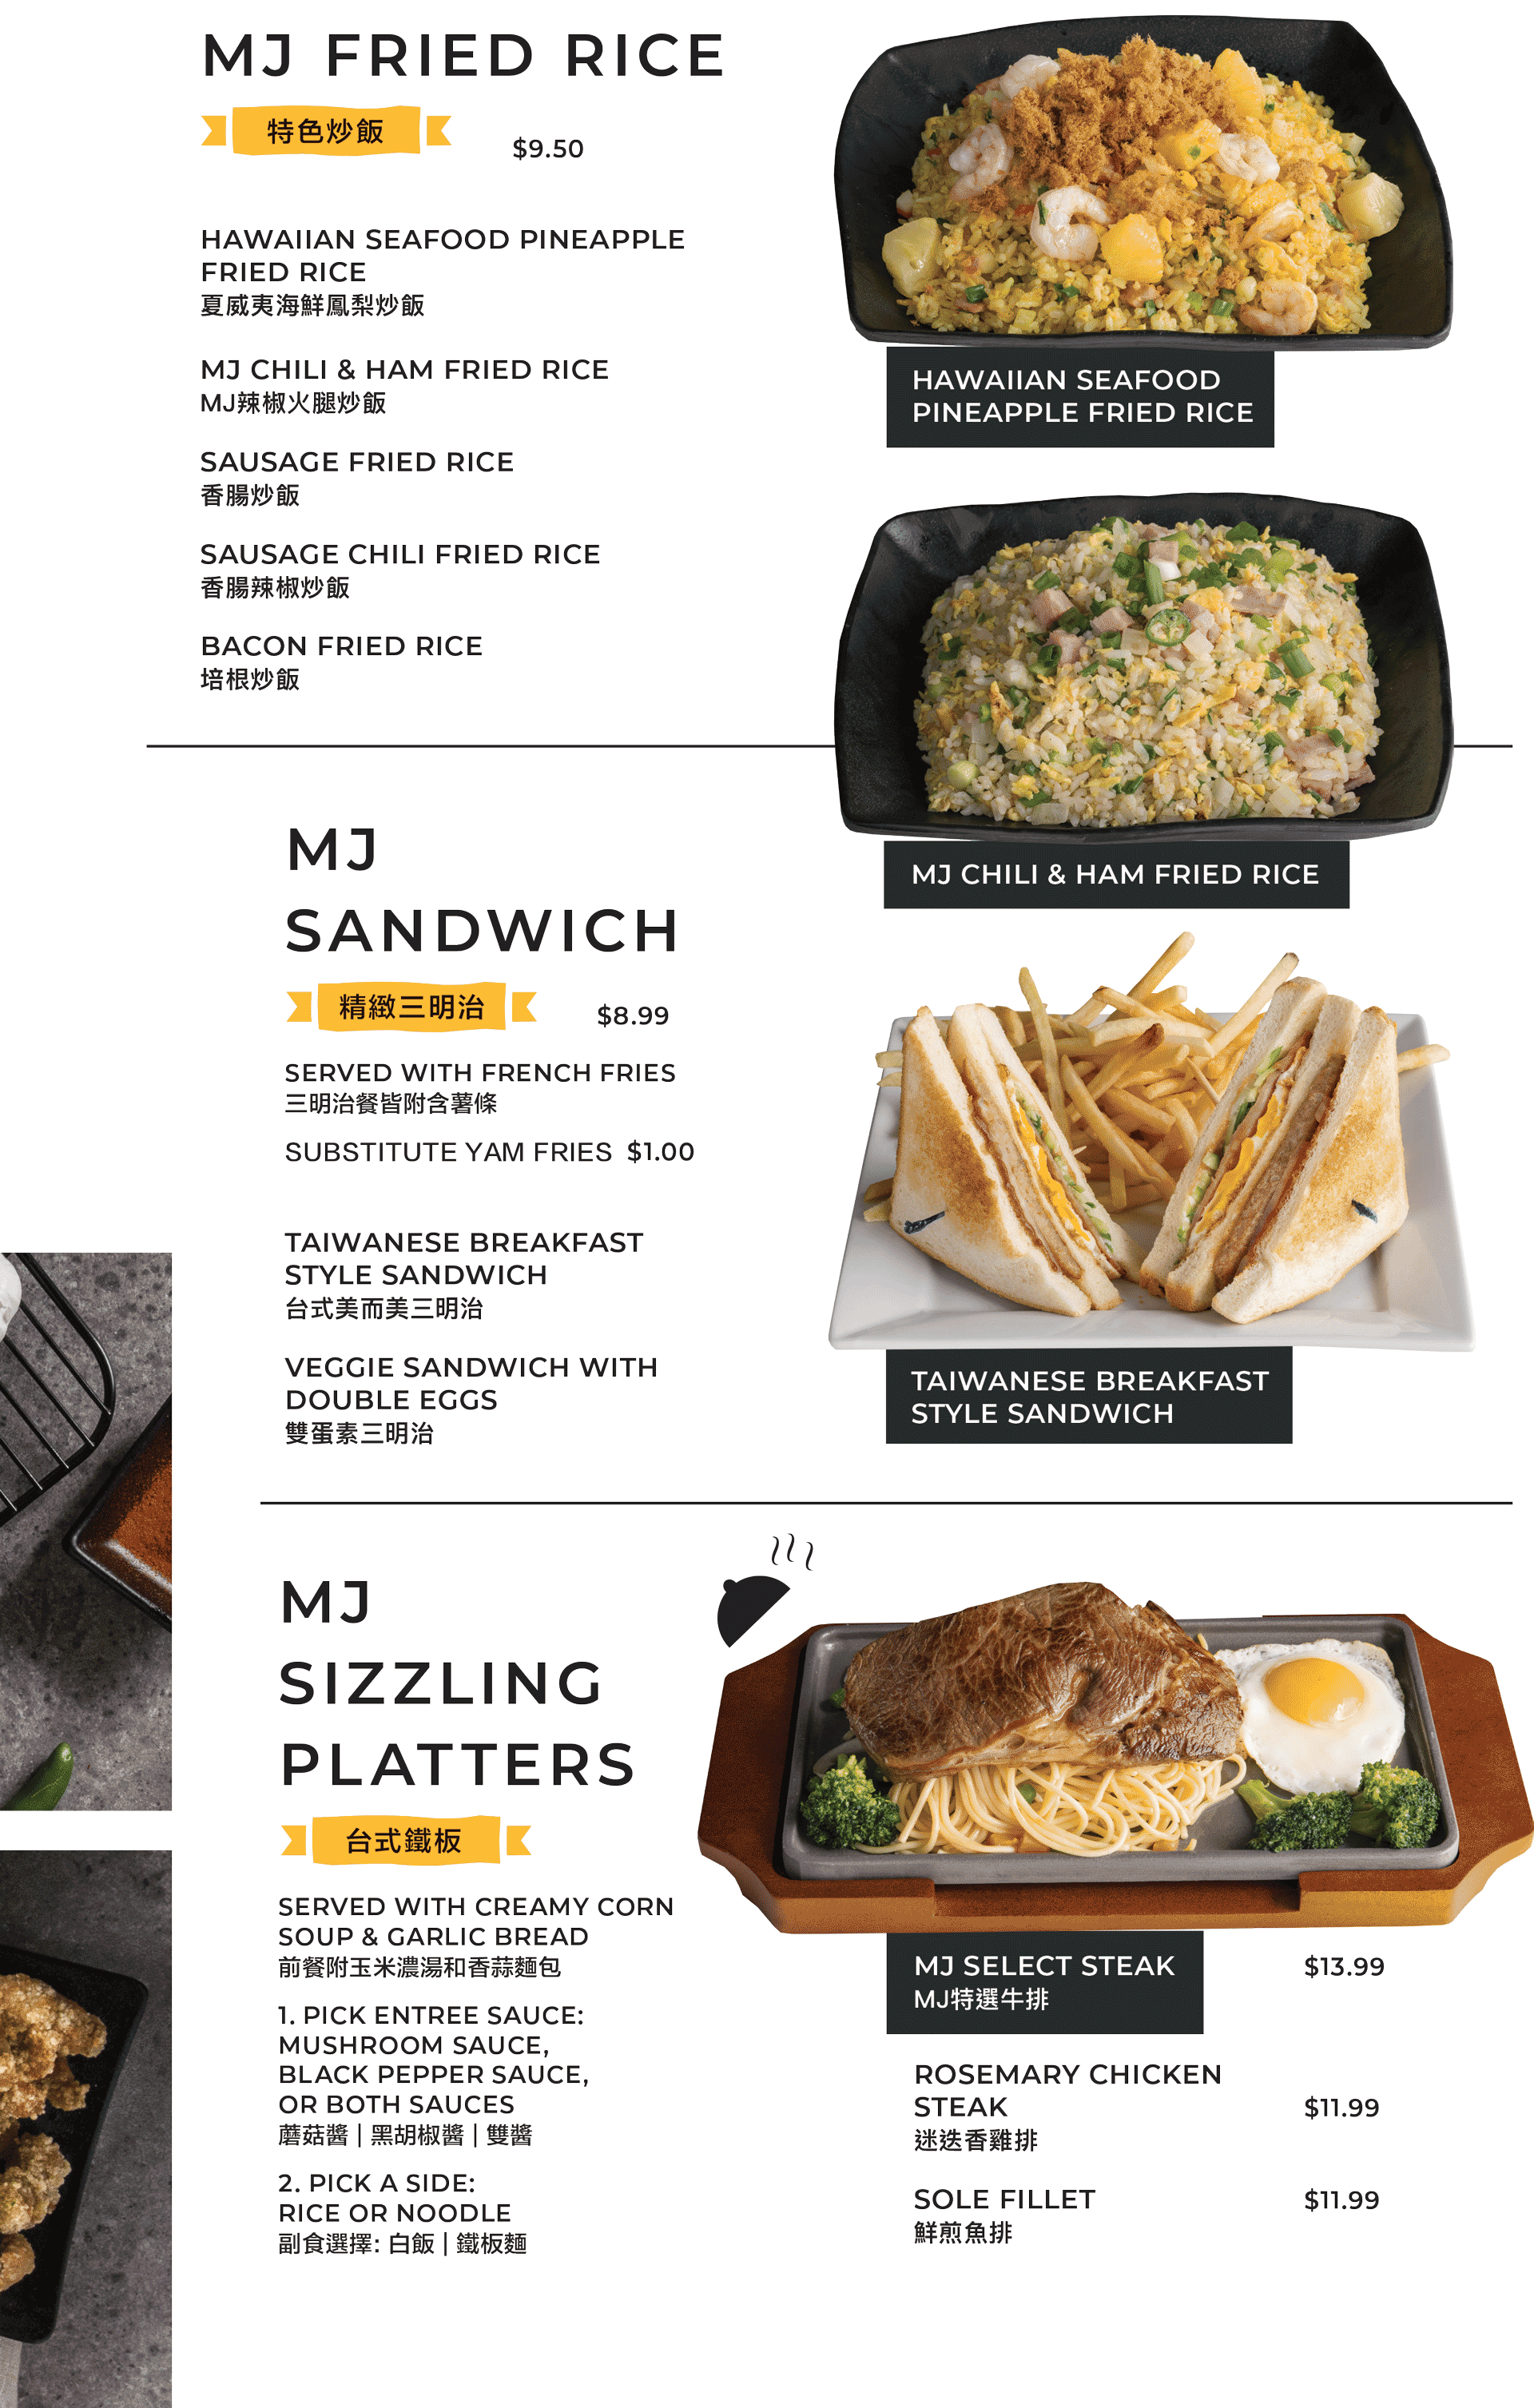 MJ FRIED RICE
特色炒飯
$9.50
HAWAIIAN SEAFOOD PINEAPPLE
FRIED RICE
夏威夷海鮮鳳梨炒飯
MJ CHILI & HAM FRIED RICE
MJ辣椒火腿炒飯
SAUSAGE FRIED RICE
香腸炒飯
SAUSAGE CHILI FRIED RICE
香腸辣椒炒飯
BACON FRIED RICE
培根炒飯
HAWAIIAN SEAFOOD
PINEAPPLE FRIED RICE
MJ CHILI & HAM FRIED RICE
MJ
SANDWICH
精緻三明治
$8.99
SERVED WITH FRENCH FRIES
三明治餐皆附含薯條
SUBSTITUTE YAM FRIES $1.00
TAIWANESE BREAKFAST
STYLE SANDWICH
台式美而美三明治
VEGGIE SANDWICH WITH
DOUBLE EGGS
雙蛋素三明治
TAIWANESE BREAKFAST
STYLE SANDWICH
MJ
SIZZLING
PLATTERS
台式鐵板
SERVED WITH CREAMY CORN
SOUP & GARLIC BREAD
前餐附玉米濃湯和香蒜麵包
1. PICK ENTREE SAUCE:
MUSHROOM SAUCE,
BLACK PEPPER SAUCE,
OR BOTH SAUCES
蘑菇醬 | 黑胡椒醬 | 雙醬
2. PICK A SIDE:
RICE OR NOODLE
副食選擇: 白飯 | 鐵板麵
MJ SELECT STEAK $13.99
MJ特選牛排
ROSEMARY CHICKEN
STEAK $11.99
迷迭香雞排
SOLE FILLET $11.99
鮮煎魚排